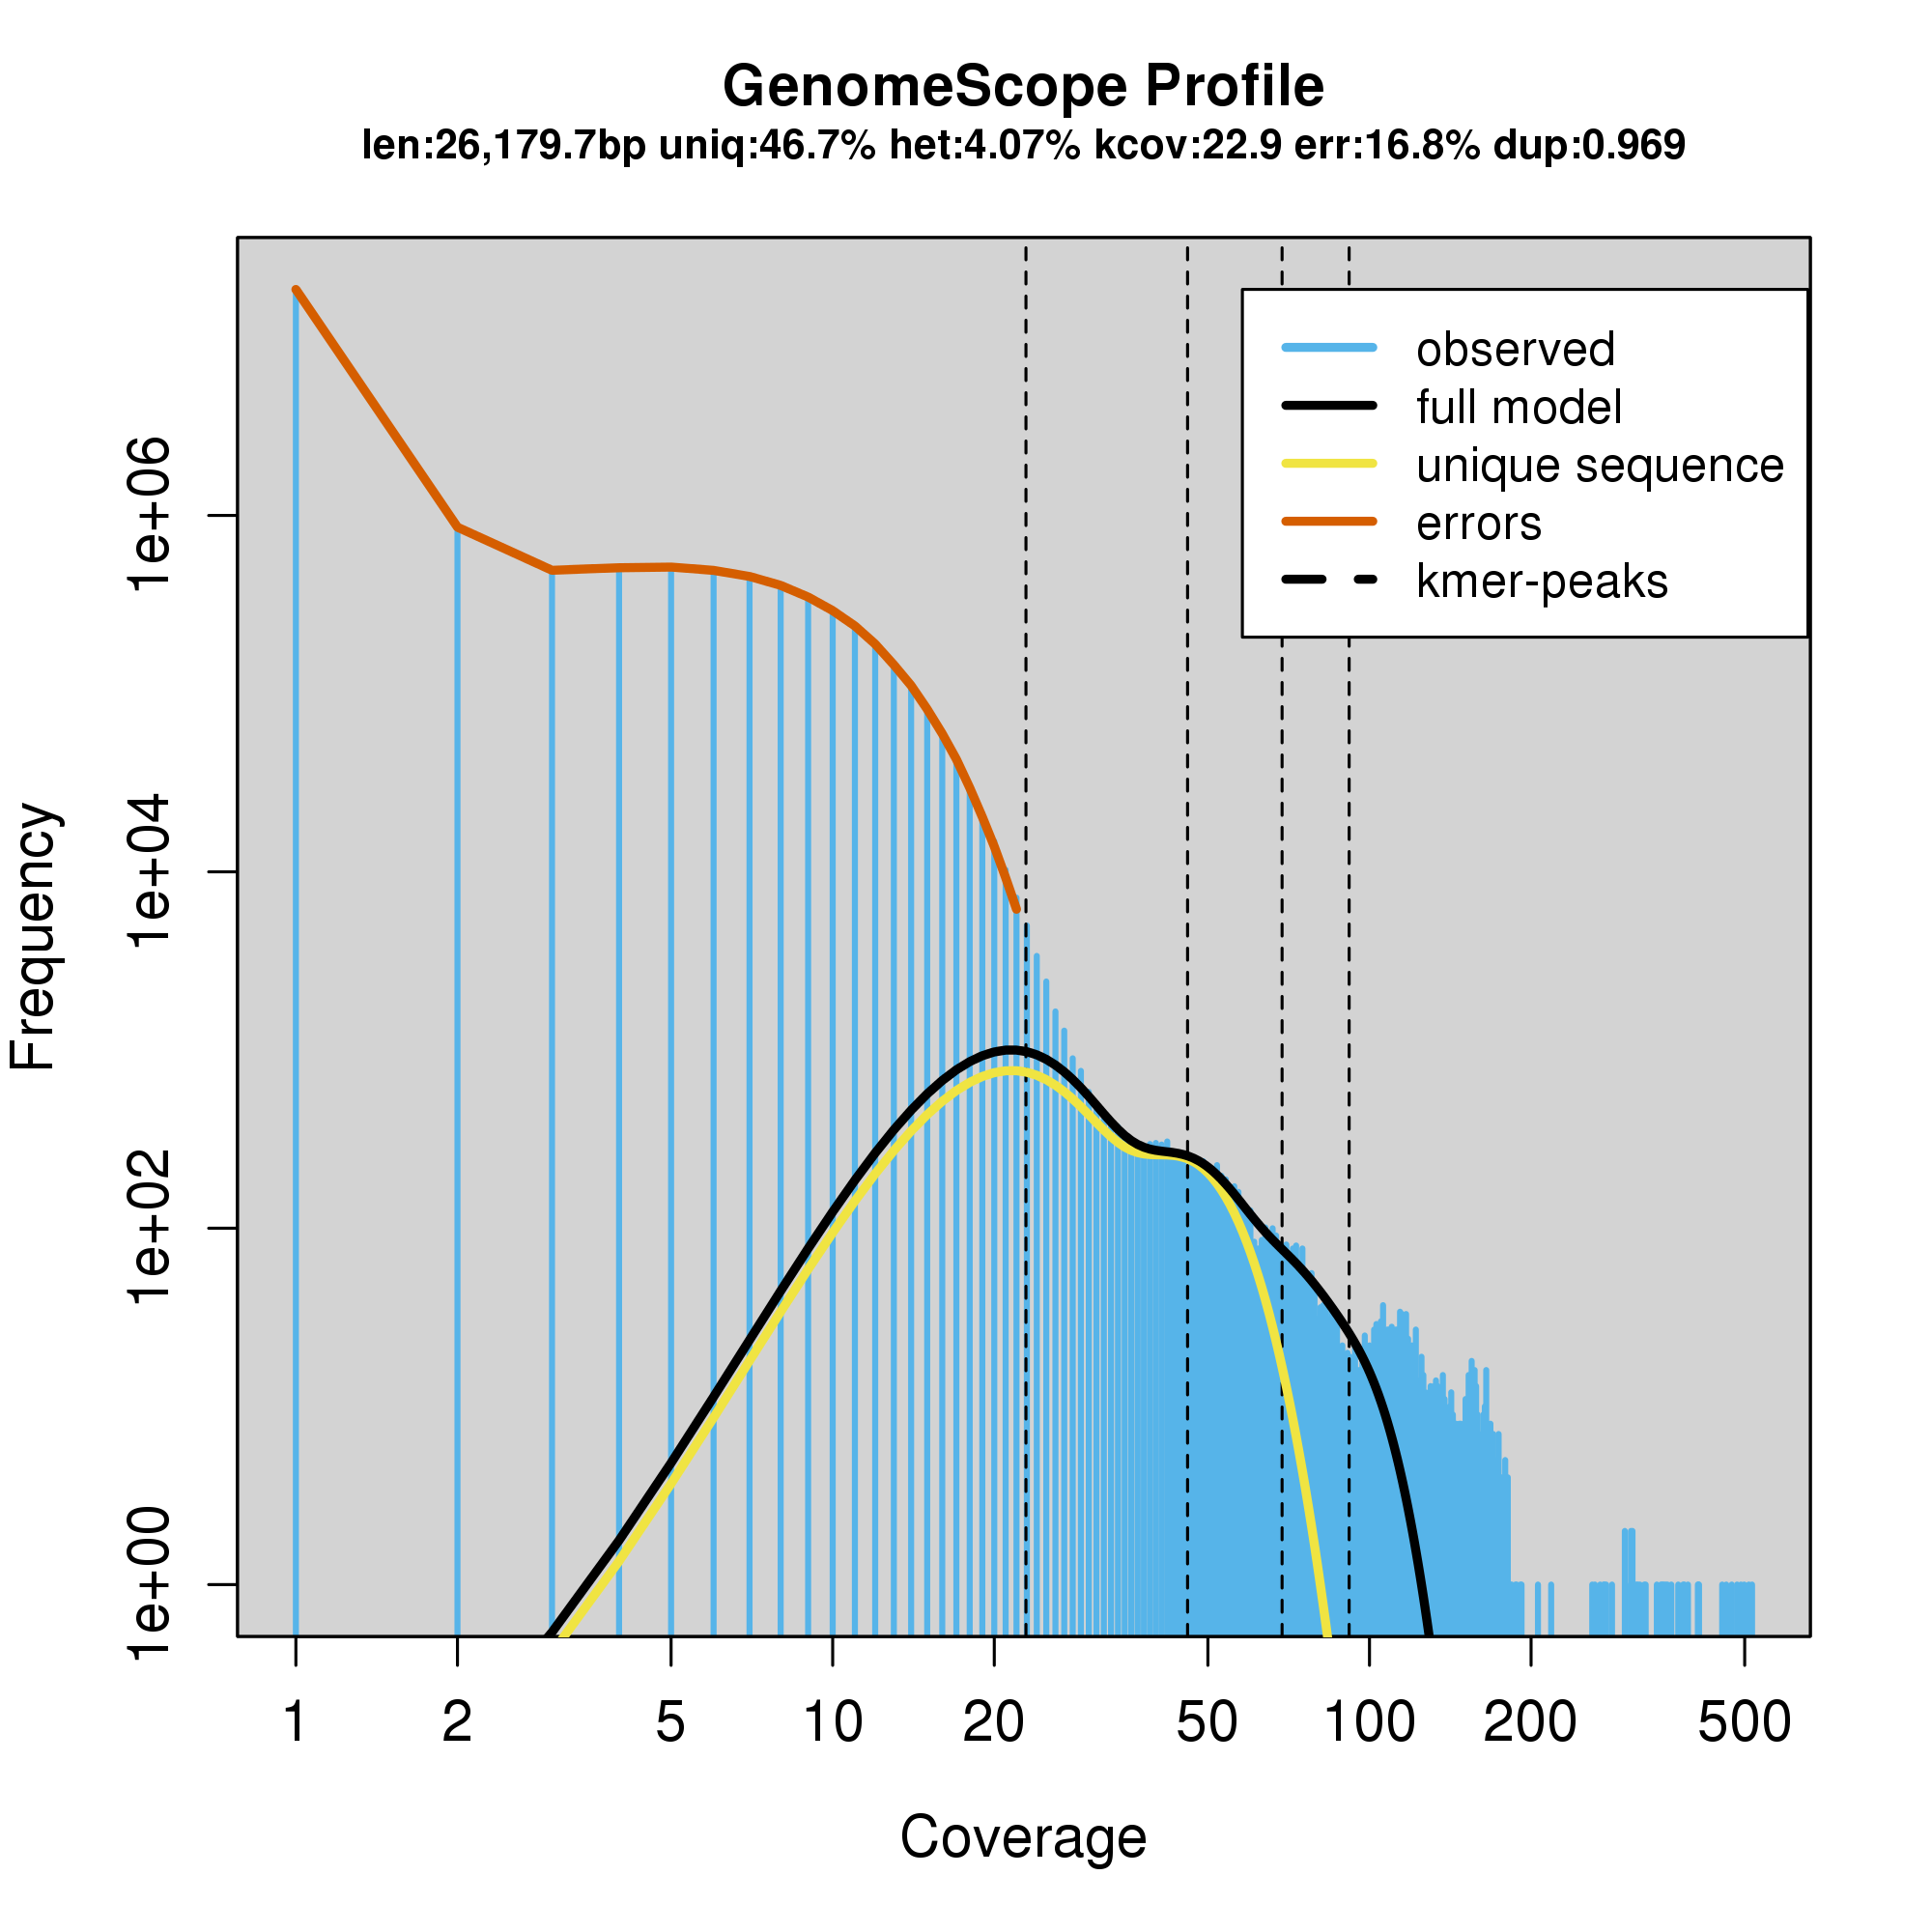 GenomeScope Profile
len:26,179.7bp uniq:46.7% het:4.07% kcov:22.9 err:16.8% dup:0.969
observed
full model
unique sequence
errors
kmer-peaks
Frequency
1e+06
1e+04
1e+02
1e+00
1 2 5 10 20 50 100 200 500
Coverage